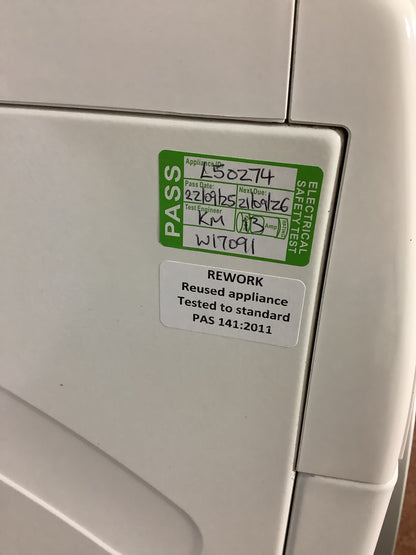 PASS
ELECTRICAL SAFETY TEST
Appliance ID:
L50274
Pass Date: Next Due:
22/09/25 21/09/26
Test Engineer
KM 13 Amp
W17091
REWORK
Reused appliance
Tested to standard
PAS 141:2011